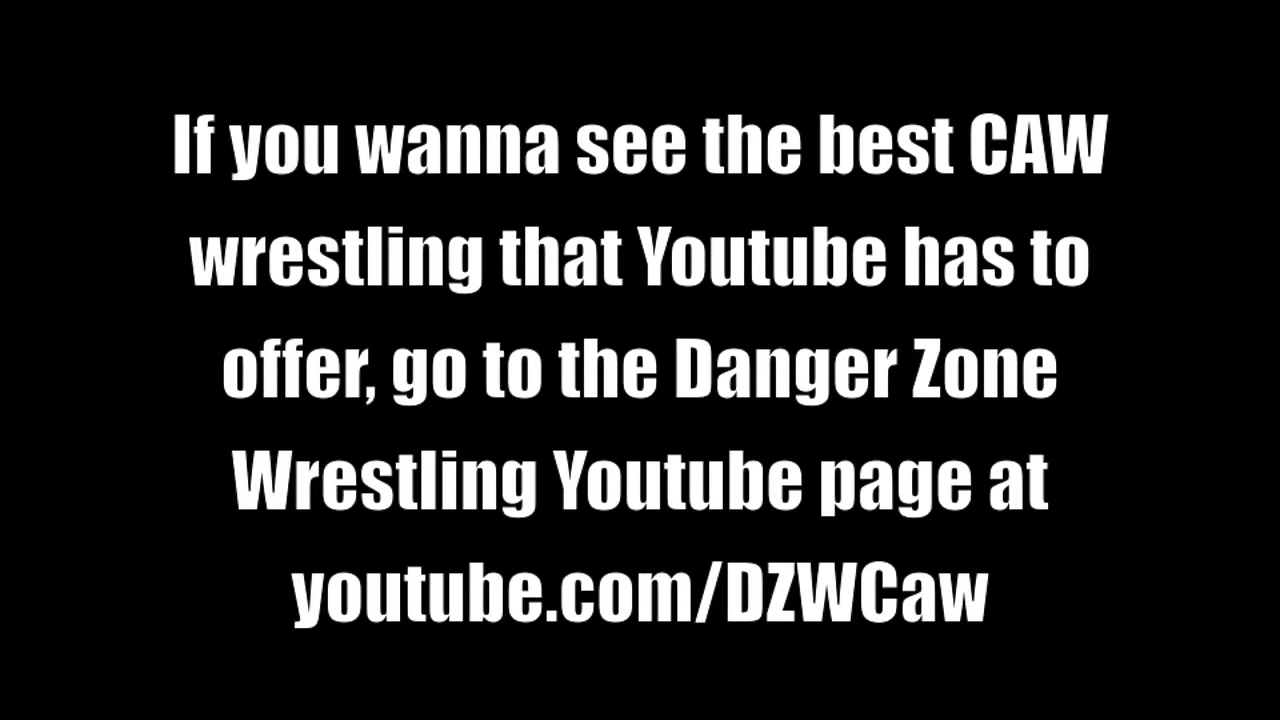 If you wanna see the best CAW
wrestling that Youtube has to
offer, go to the Danger Zone
Wrestling Youtube page at
youtube.com/DZWCaw